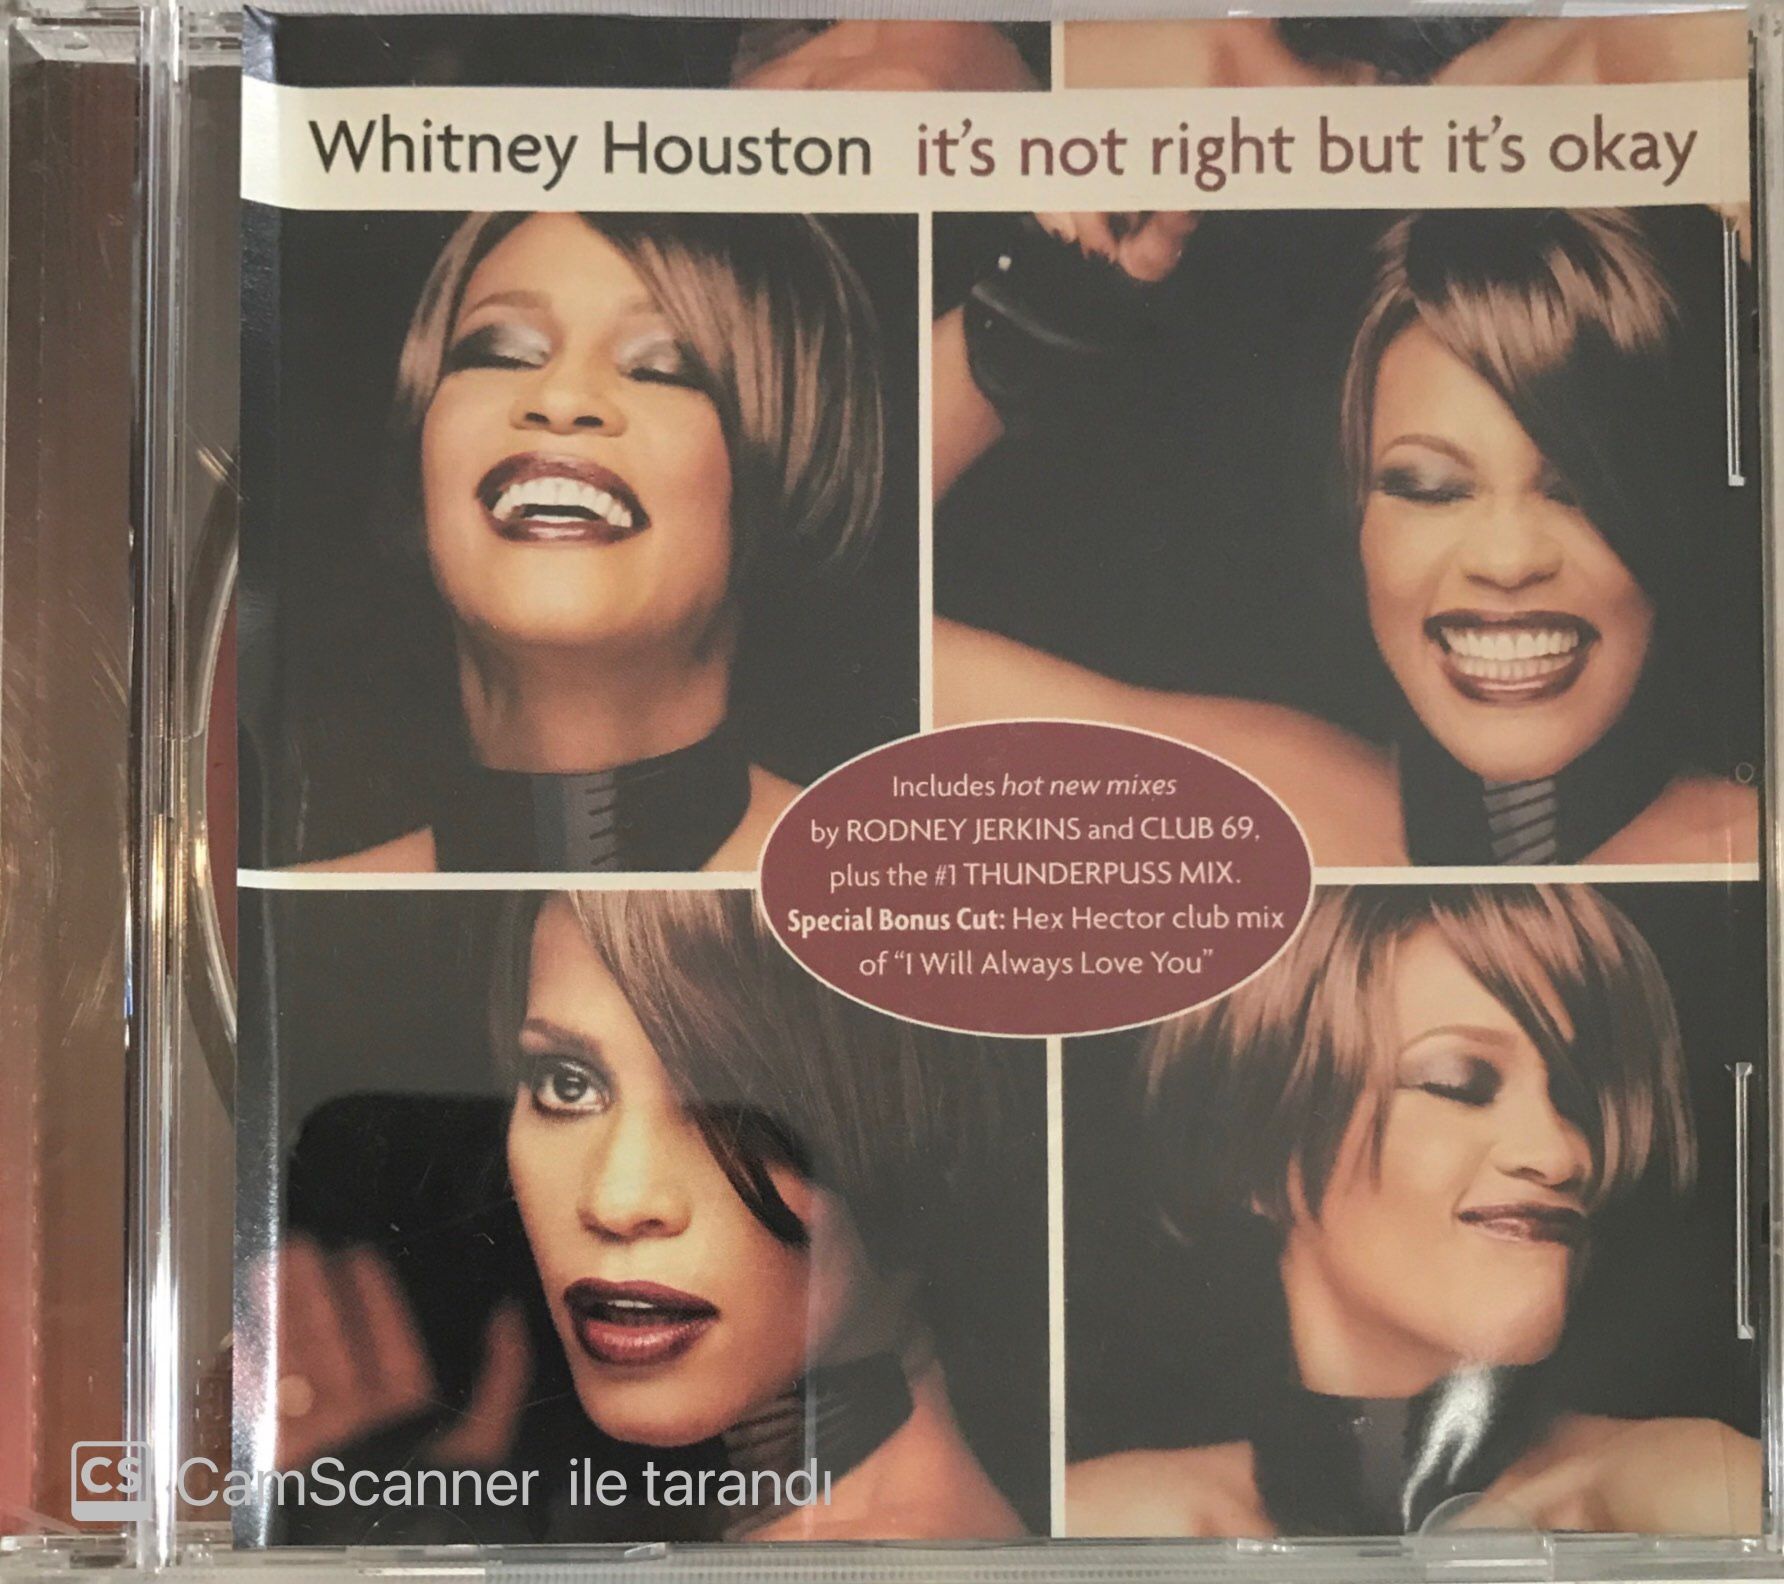 Whitney Houston it's not right but it's okay
Includes hot new mixes
by RODNEY JERKINS and CLUB 69,
plus the #1 THUNDERPUSS MIX.
Special Bonus Cut: Hex Hector club mix
of “I Will Always Love You”
CS CamScanner ile tarandı